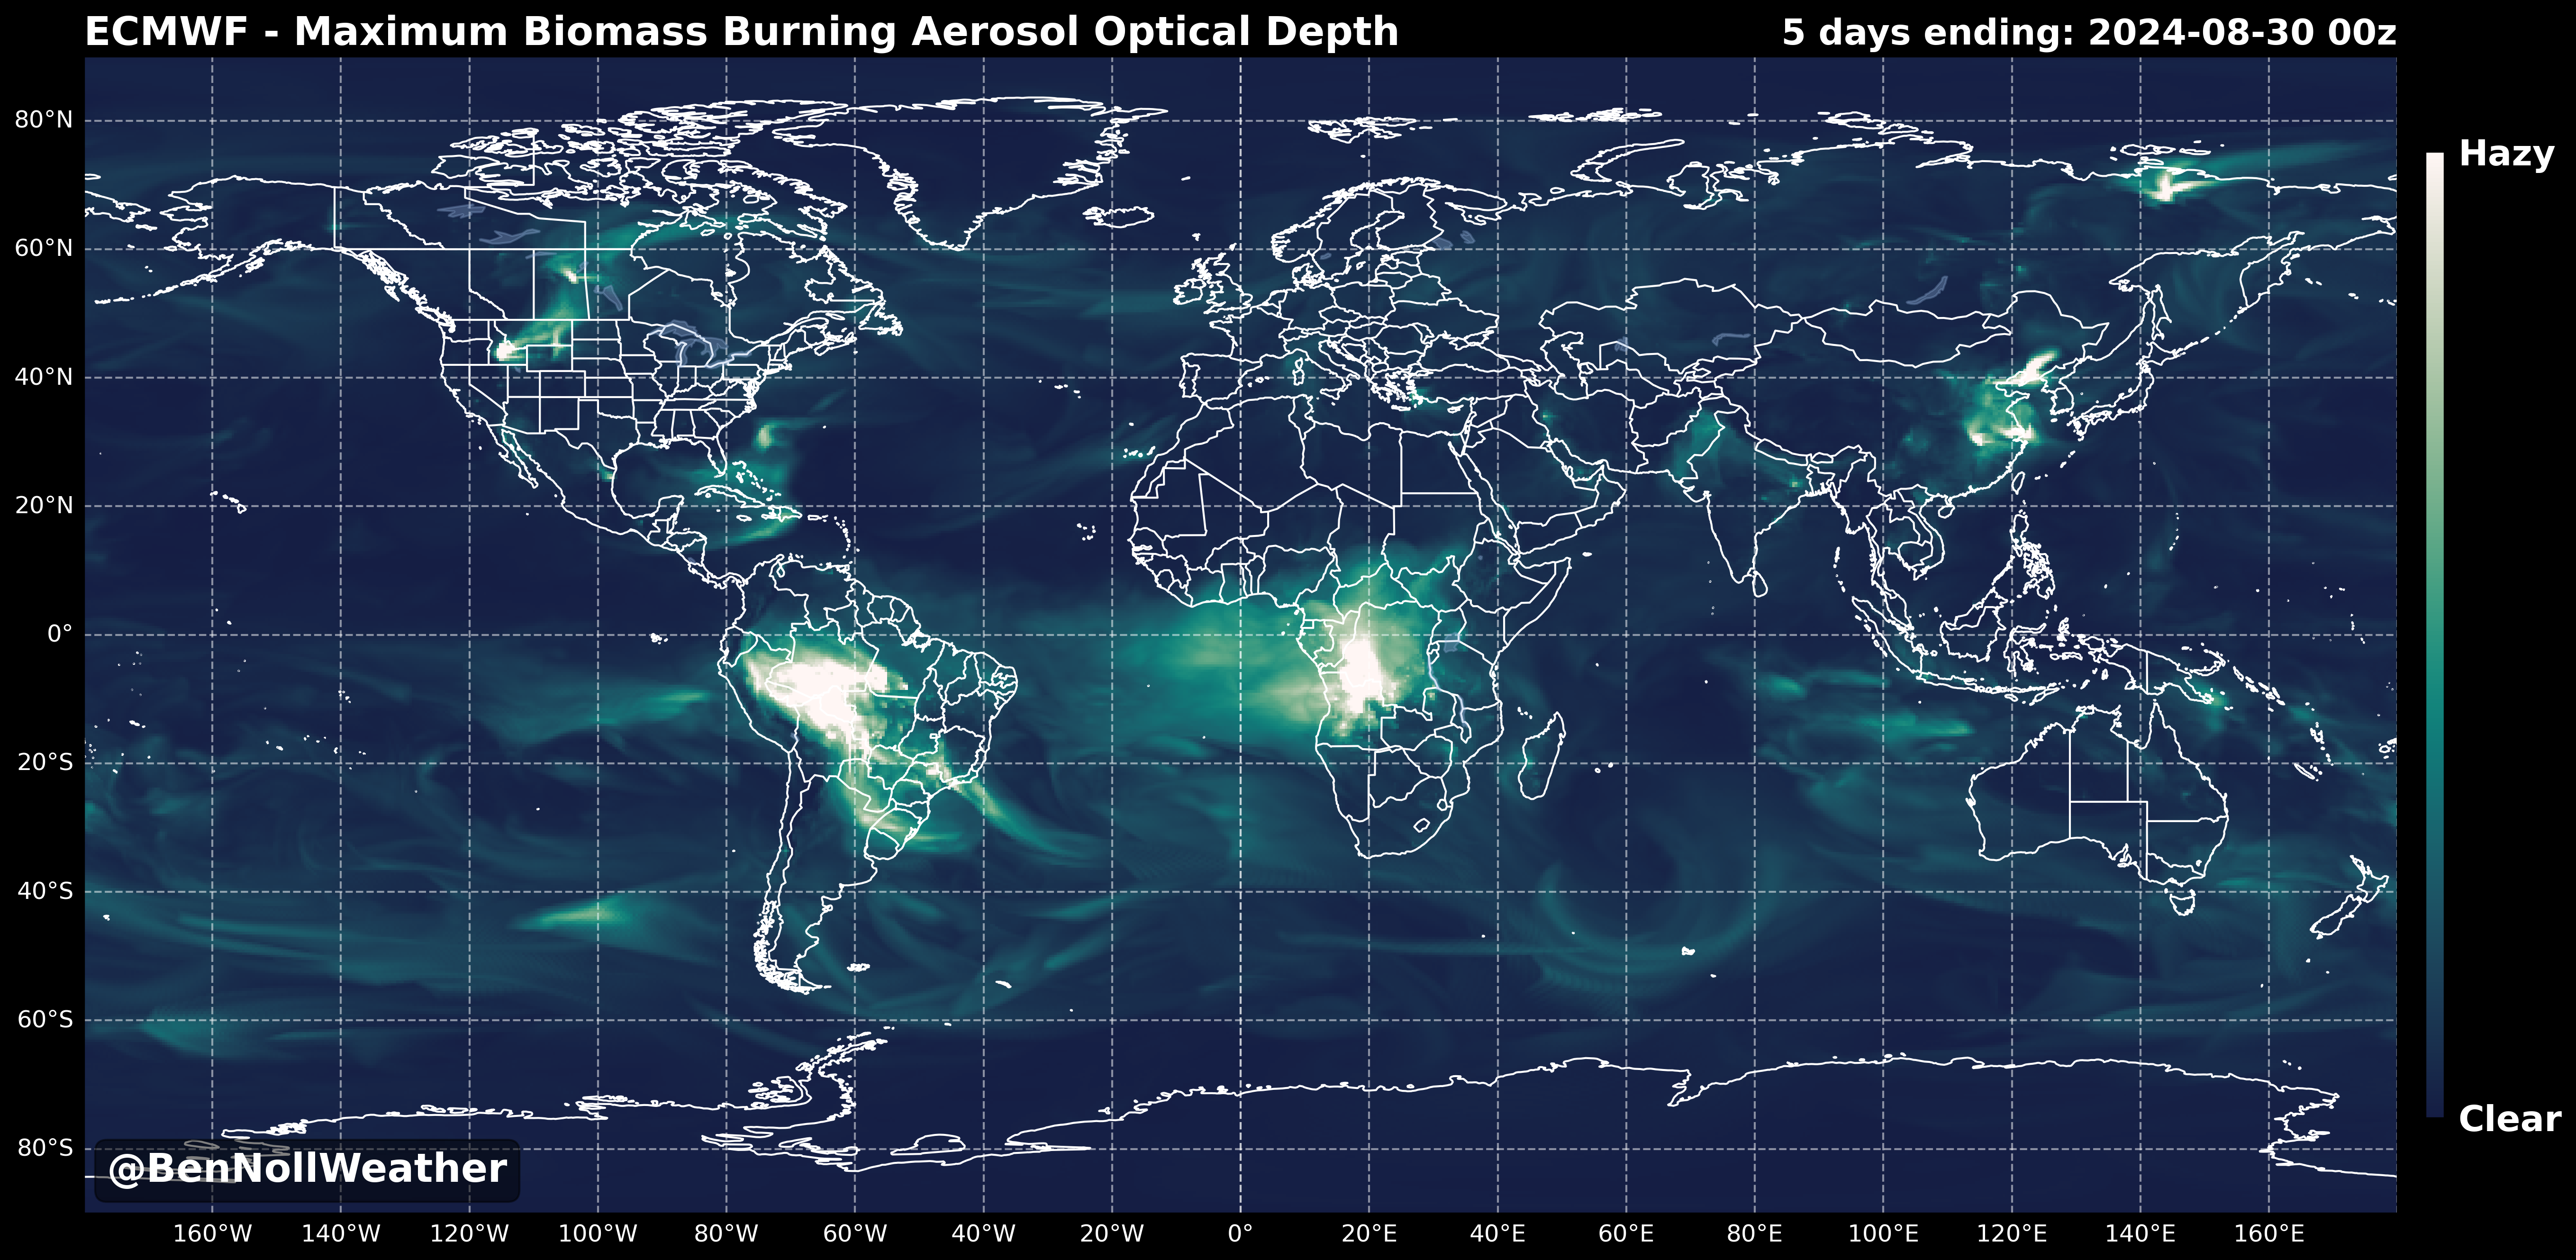 ECMWF - Maximum Biomass Burning Aerosol Optical Depth
5 days ending: 2024-08-30 00z
80°N
60°N
40°N
20°N
0°
20°S
40°S
60°S
80°S
Hazy
Clear
@BenNollWeather
160°W 140°W 120°W 100°W 80°W 60°W 40°W 20°W 0° 20°E 40°E 60°E 80°E 100°E 120°E 140°E 160°E